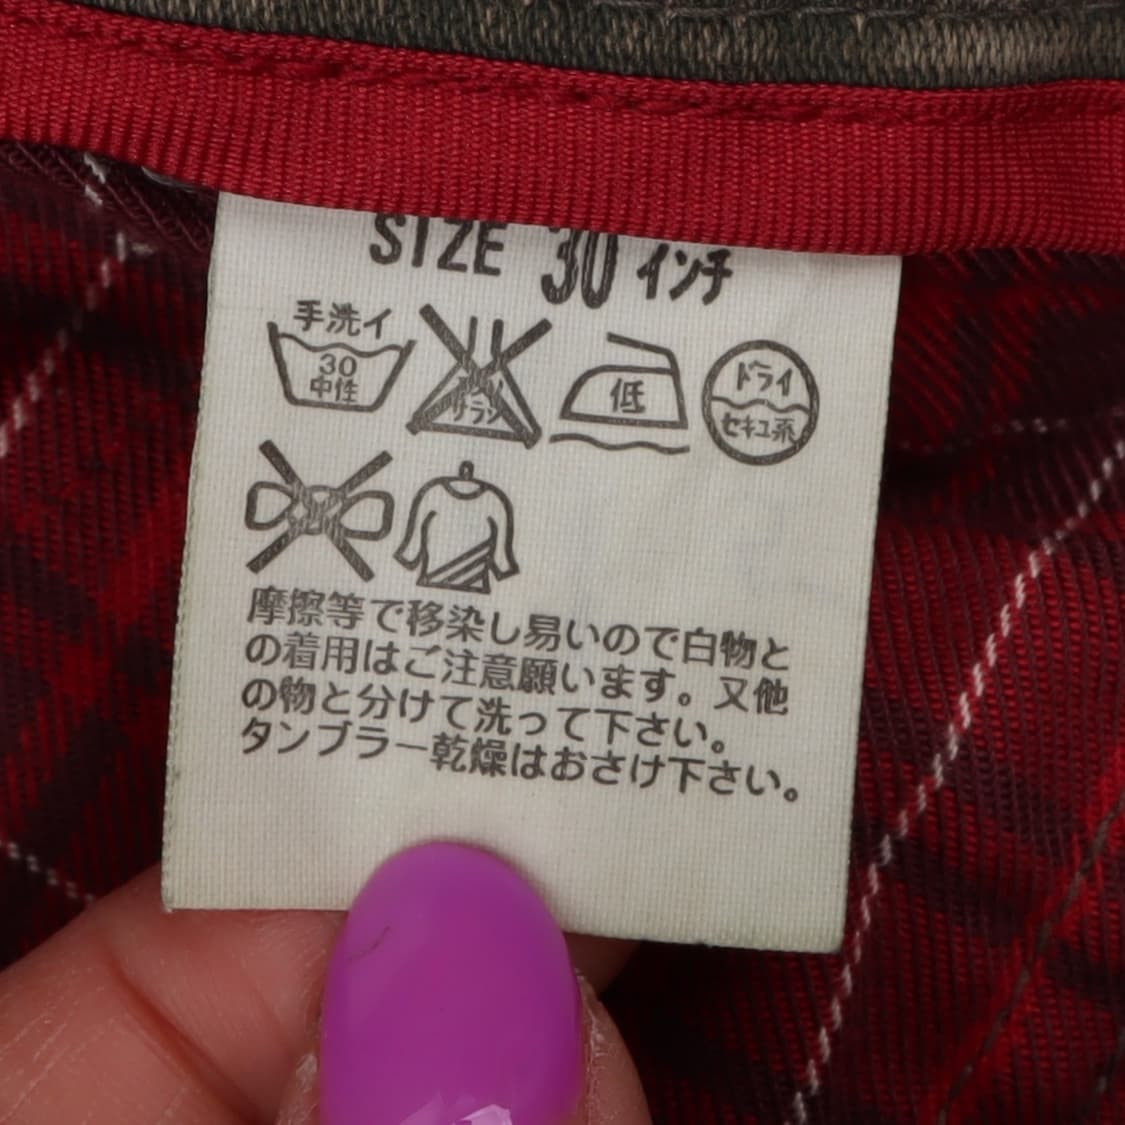 SIZE 30 インチ
手洗イ
30
中性
低
ドライ
セキユ系
摩擦等で移染し易いので白物と
の着用はご注意願います。又他
の物と分けて洗って下さい。
タンブラー乾燥はおさけ下さい。